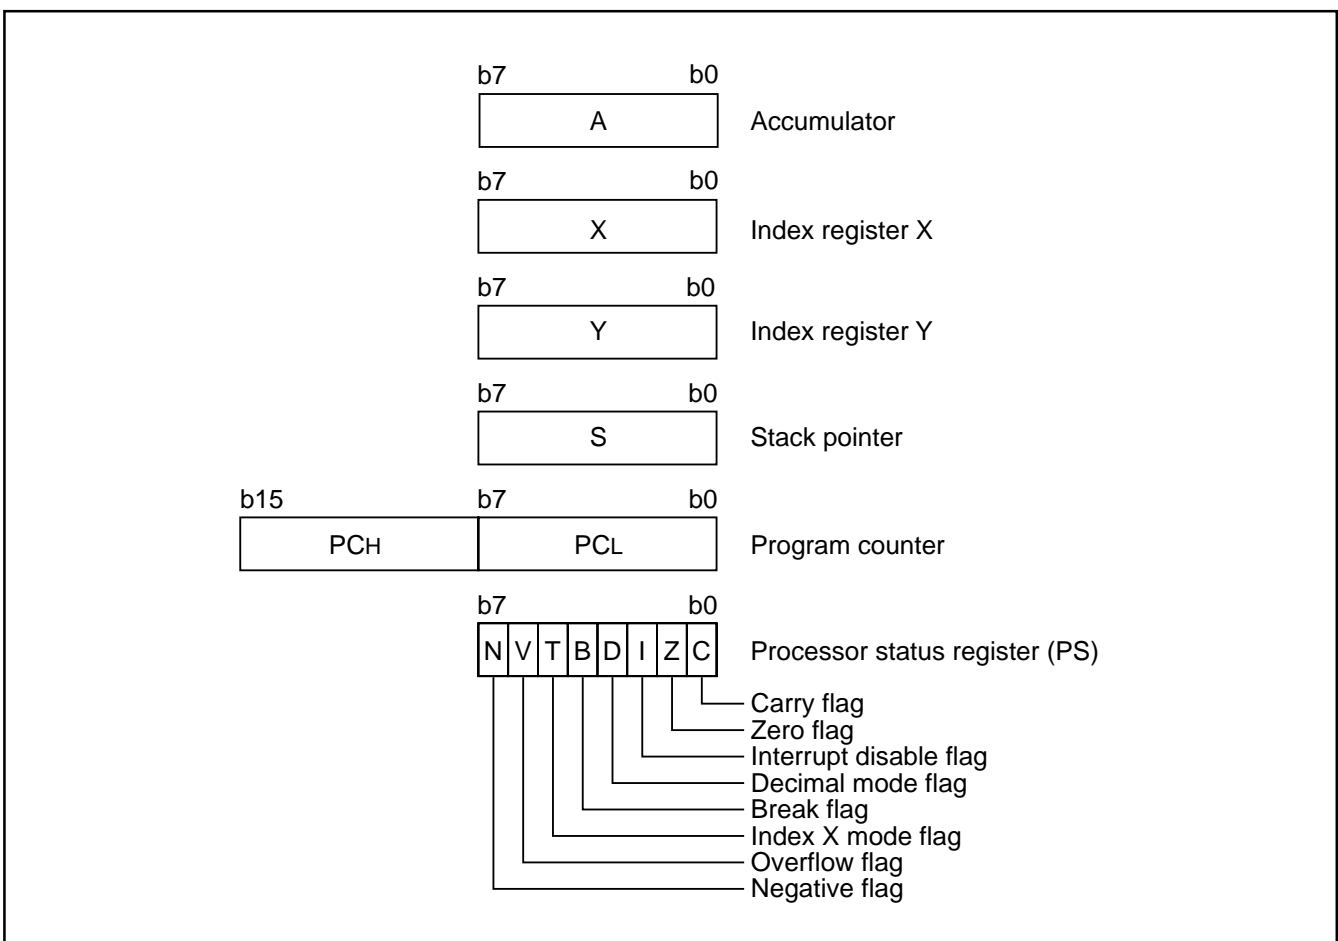 b7 b0
A Accumulator
b7 b0
X Index register X
b7 b0
Y Index register Y
b7 b0
S Stack pointer
b15 b7 b0
PCH PCL Program counter
b7 b0
N V T B D I Z C Processor status register (PS)
Carry flag
Zero flag
Interrupt disable flag
Decimal mode flag
Break flag
Index X mode flag
Overflow flag
Negative flag